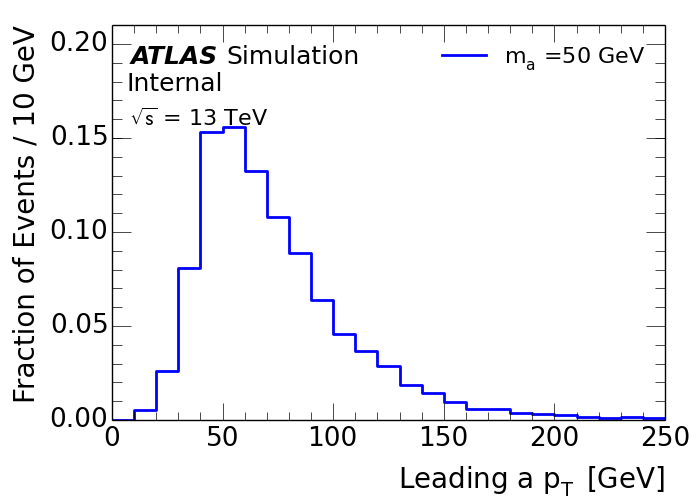 ATLAS Simulation
Internal
√s = 13 TeV
m_a =50 GeV
Fraction of Events / 10 GeV
0.20
0.15
0.10
0.05
0.00
0 50 100 150 200 250
Leading a p_T [GeV]